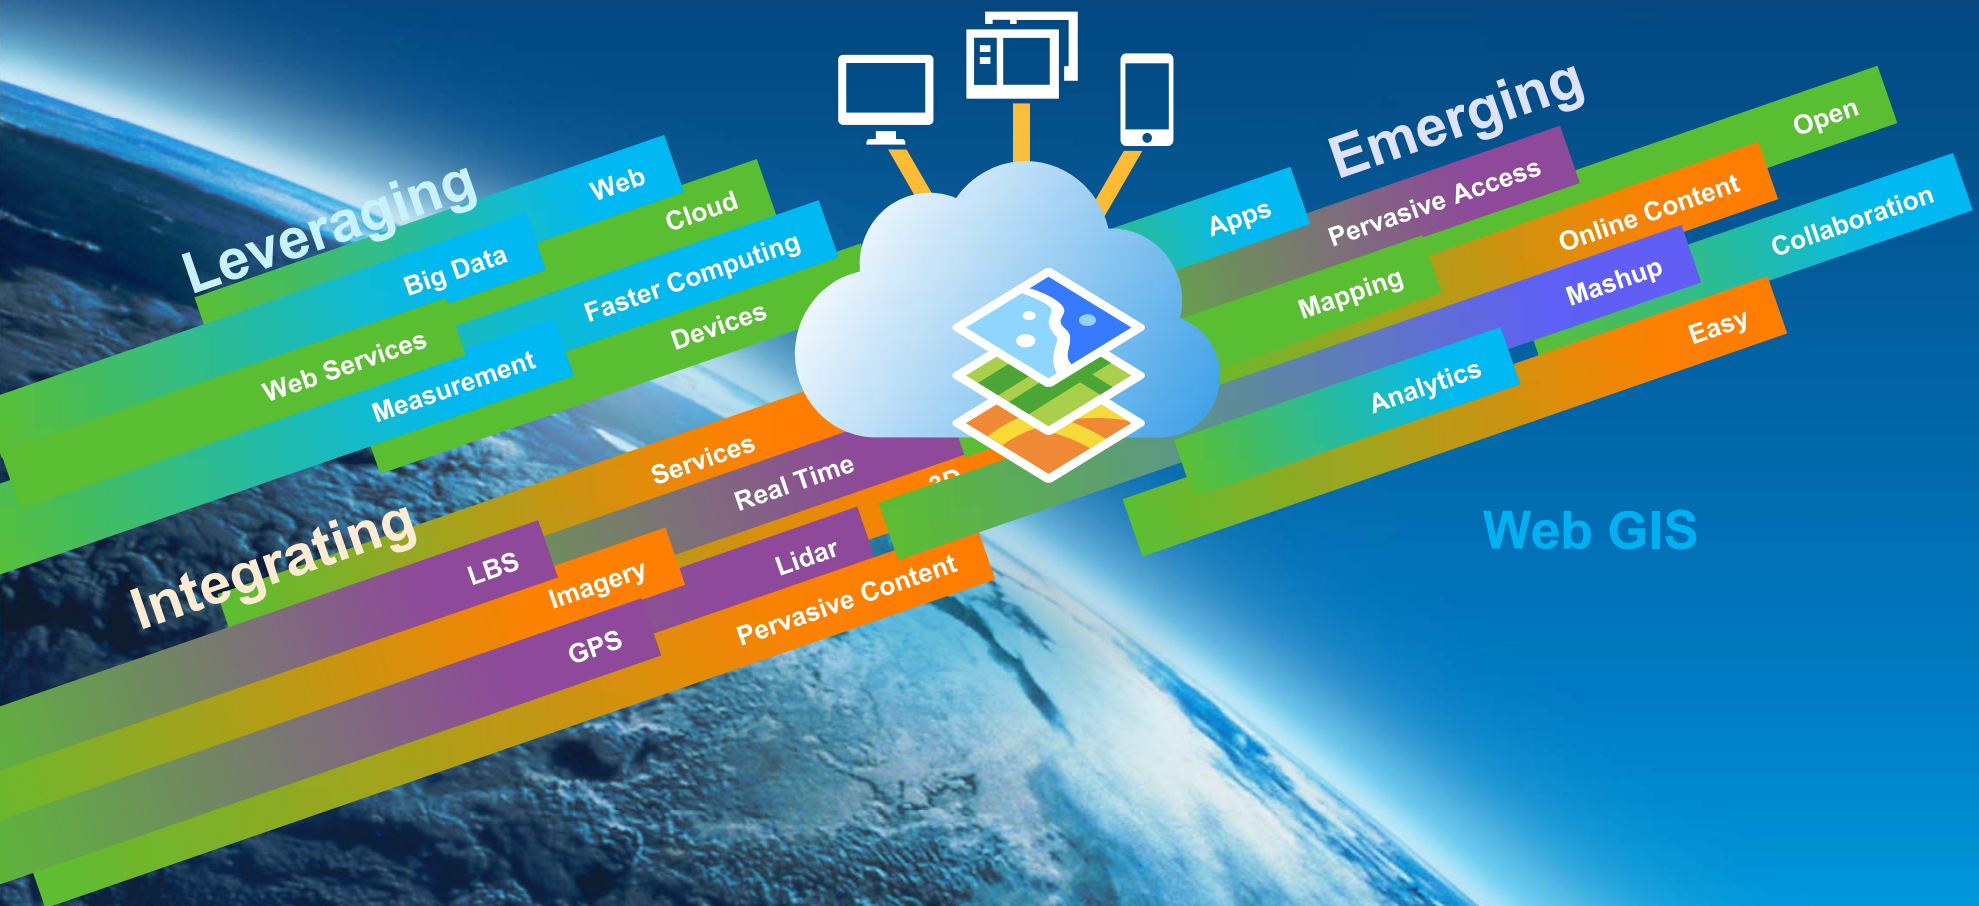 Leveraging
Web
Cloud
Big Data
Faster Computing
Web Services
Devices
Measurement
Integrating
Services
Real Time
3D
LBS
Imagery
Lidar
GPS
Pervasive Content
Emerging
Open
Apps
Pervasive Access
Online Content
Collaboration
Mapping
Mashup
Easy
Analytics
Web GIS